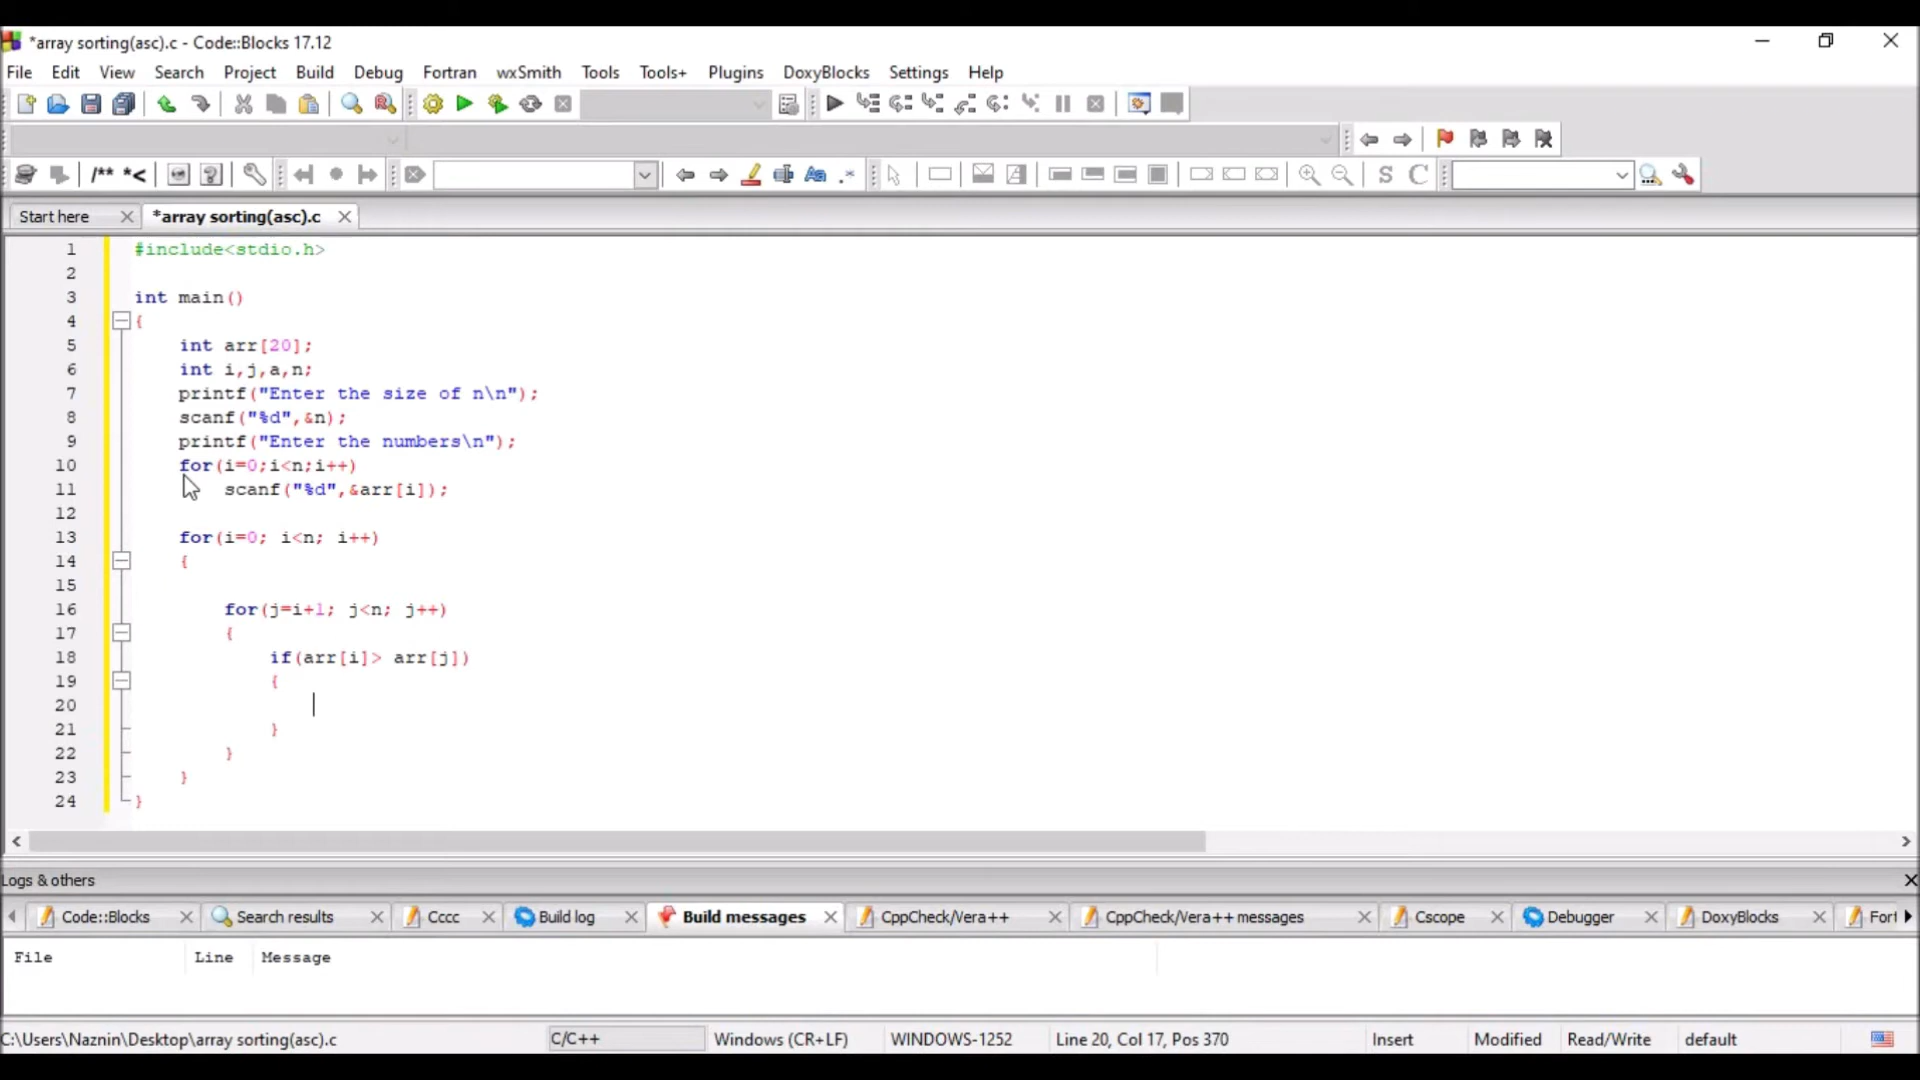 *array sorting(asc).c - Code::Blocks 17.12
File Edit View Search Project Build Debug Fortran wxSmith Tools Tools+ Plugins DoxyBlocks Settings Help
/** *<
S C
Start here *array sorting(asc).c
1 #include<stdio.h>
2
3 int main()
4 {
5 int arr[20];
6 int i,j,a,n;
7 printf("Enter the size of n\n");
8 scanf("%d",&n);
9 printf("Enter the numbers\n");
10 for(i=0;i<n;i++)
11 scanf("%d",&arr[i]);
12
13 for(i=0; i<n; i++)
14 {
15
16 for(j=i+1; j<n; j++)
17 {
18 if(arr[i]> arr[j])
19 {
20
21 }
22 }
23 }
24 }
Logs & others
Code::Blocks Search results Cccc Build log Build messages CppCheck/Vera++ CppCheck/Vera++ messages Cscope Debugger DoxyBlocks Fort
File Line Message
C:\Users\Naznin\Desktop\array sorting(asc).c C/C++ Windows (CR+LF) WINDOWS-1252 Line 20, Col 17, Pos 370 Insert Modified Read/Write default